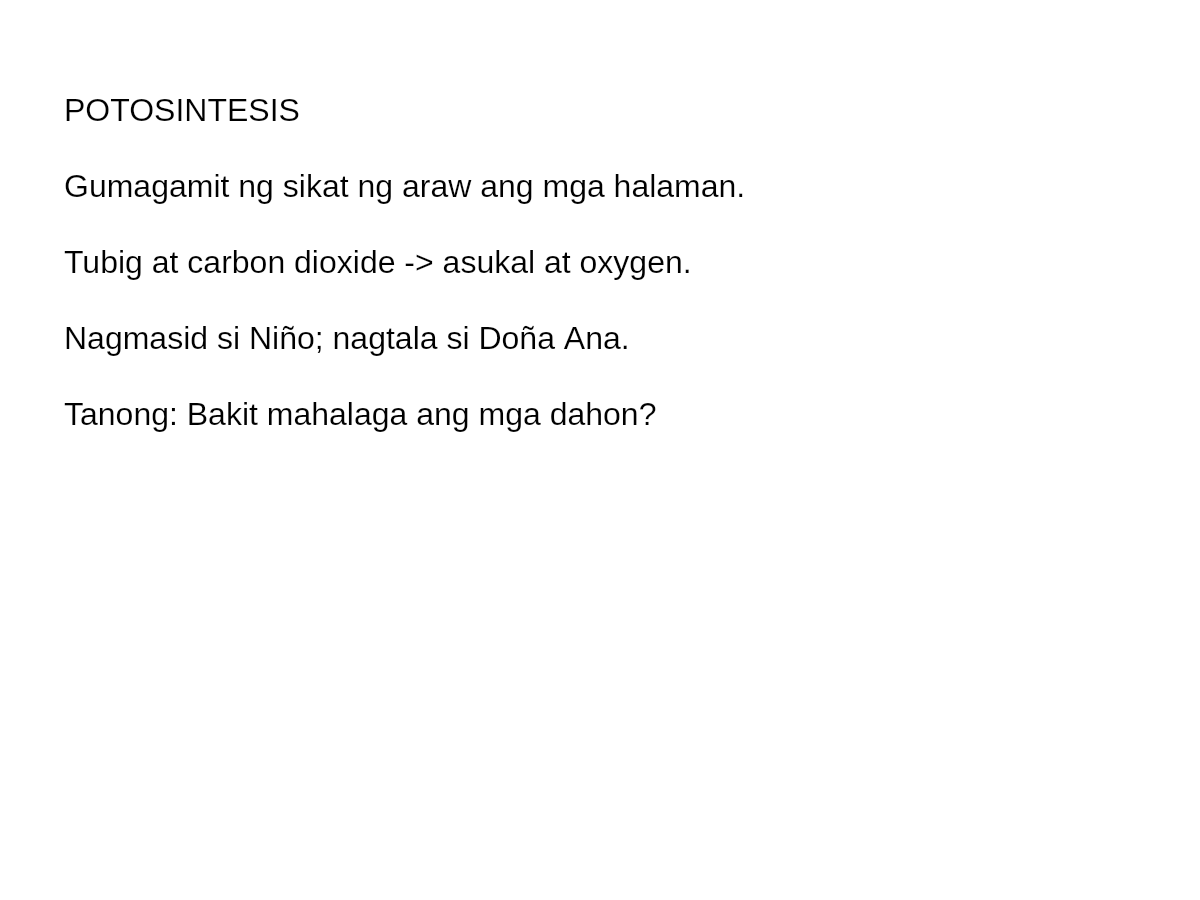 POTOSINTESIS
Gumagamit ng sikat ng araw ang mga halaman.
Tubig at carbon dioxide -> asukal at oxygen.
Nagmasid si Niño; nagtala si Doña Ana.
Tanong: Bakit mahalaga ang mga dahon?